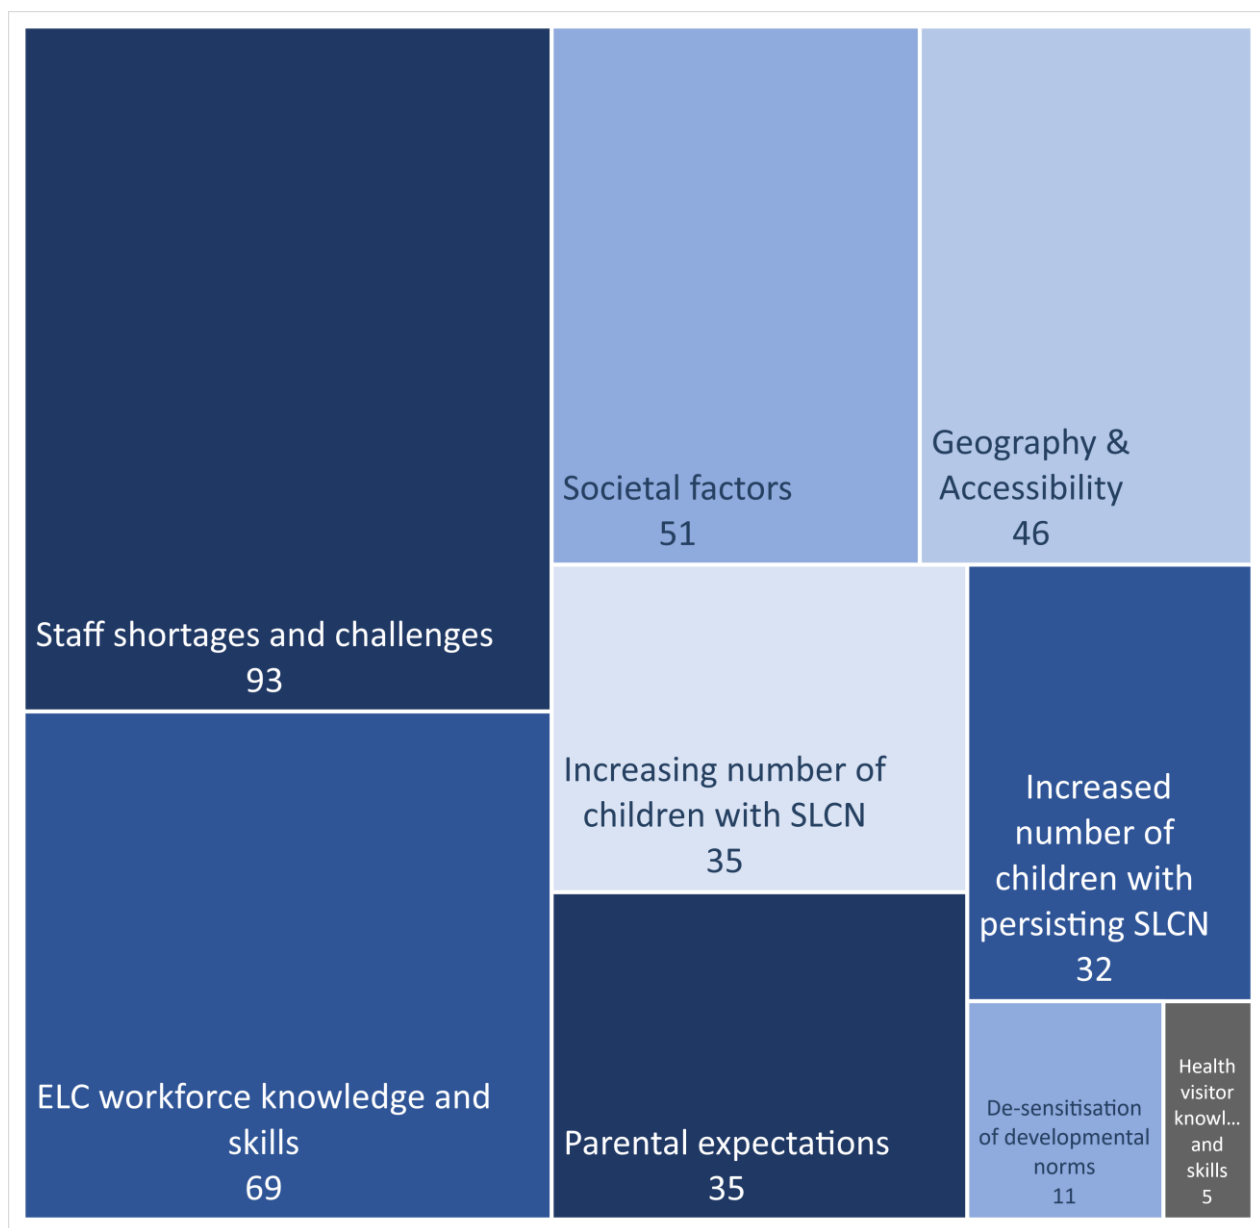 Staff shortages and challenges
93
ELC workforce knowledge and
skills
69
Societal factors
51
Geography &
Accessibility
46
Increasing number of
children with SLCN
35
Parental expectations
35
Increased
number of
children with
persisting SLCN
32
De-sensitisation
of developmental
norms
11
Health
visitor
knowl...
and
skills
5